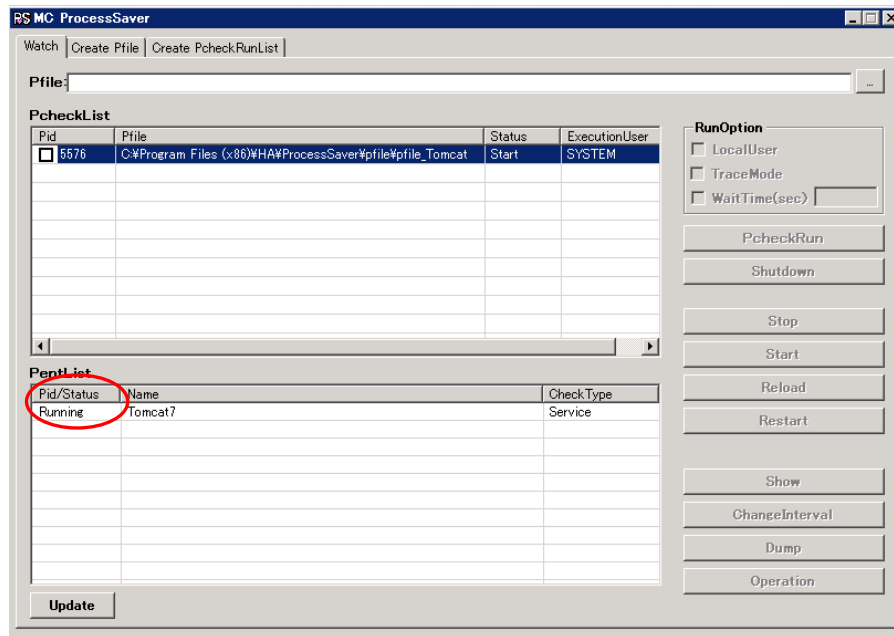 PS MC ProcessSaver
Watch Create Pfile Create PcheckRunList
Pfile: ...
PcheckList
Pid Pfile Status ExecutionUser
5576 C:¥Program Files (x86)¥HA¥ProcessSaver¥pfile¥pfile_Tomcat Start SYSTEM
RunOption
LocalUser
TraceMode
WaitTime(sec)
PcheckRun
Shutdown
Stop
Start
Reload
Restart
PentList
Pid/Status Name CheckType
Running Tomcat7 Service
Show
ChangeInterval
Dump
Operation
Update